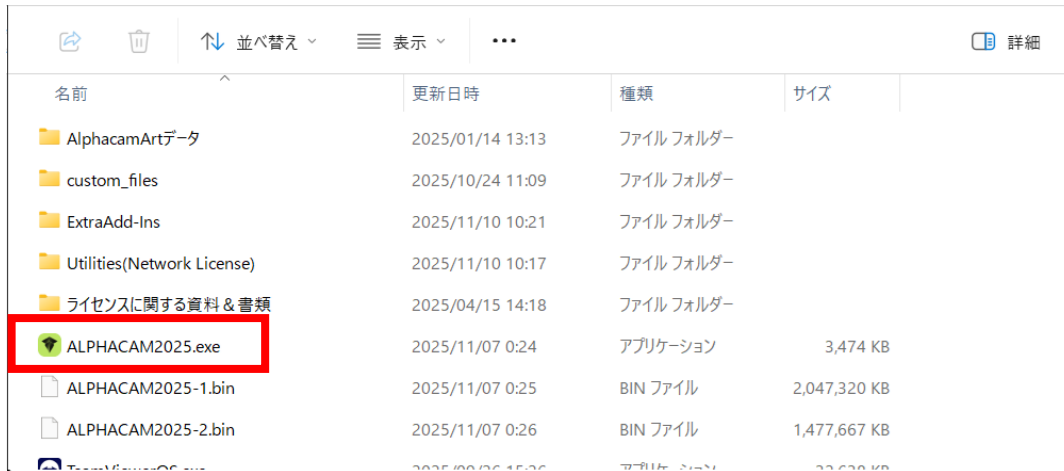 並べ替え 表示 ••• 詳細
名前 更新日時 種類 サイズ
AlphacamArtデータ 2025/01/14 13:13 ファイル フォルダー
custom_files 2025/10/24 11:09 ファイル フォルダー
ExtraAdd-Ins 2025/11/10 10:21 ファイル フォルダー
Utilities(Network License) 2025/11/10 10:17 ファイル フォルダー
ライセンスに関する資料＆書類 2025/04/15 14:18 ファイル フォルダー
ALPHACAM2025.exe 2025/11/07 0:24 アプリケーション 3,474 KB
ALPHACAM2025-1.bin 2025/11/07 0:25 BIN ファイル 2,047,320 KB
ALPHACAM2025-2.bin 2025/11/07 0:26 BIN ファイル 1,477,667 KB